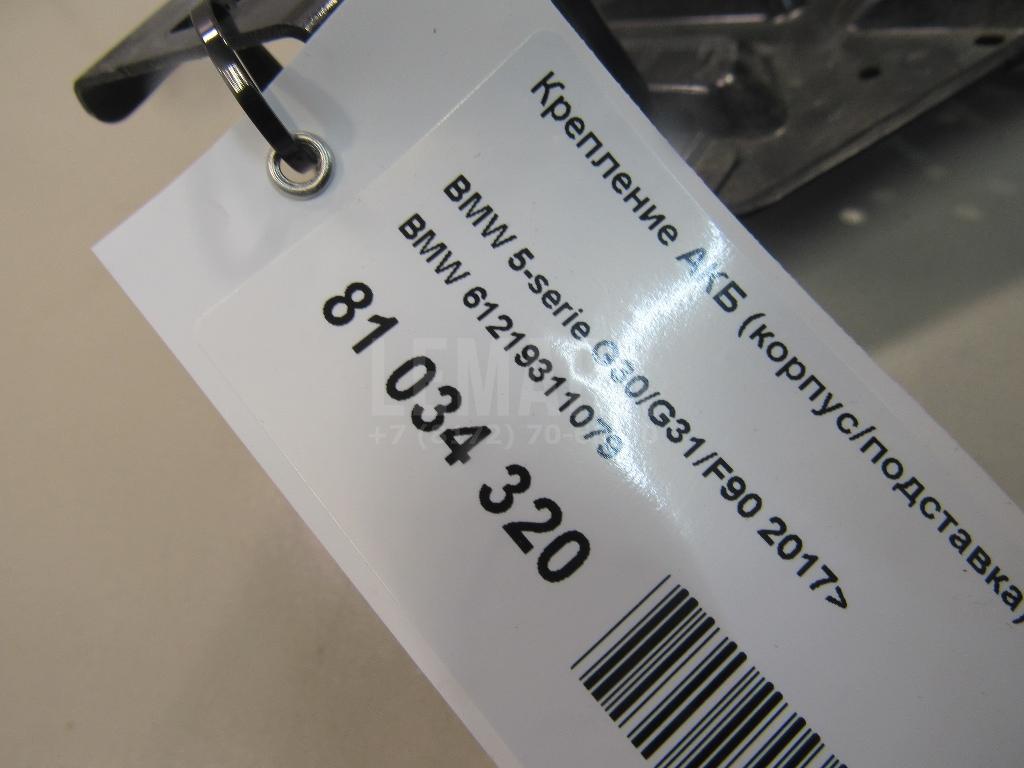 Крепление АКБ (корпус/подставка)
BMW 5-serie G30/G31/F90 2017>
BMW 61219311079
81 034 320